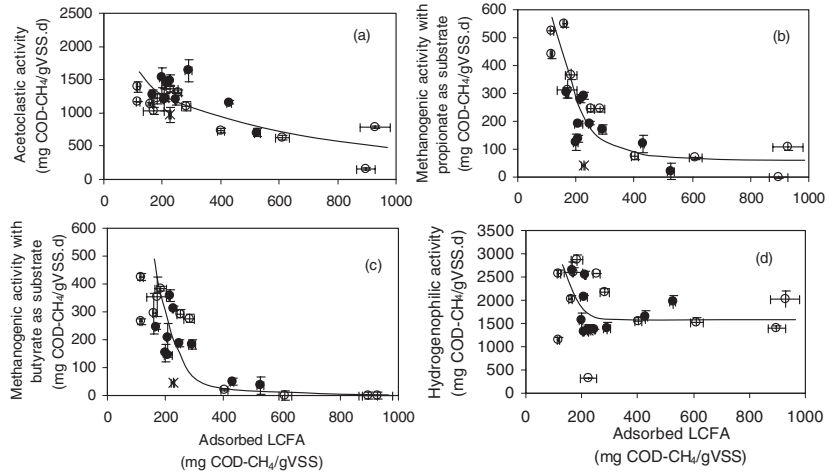 Acetoclastic activity
(mg COD-CH4/gVSS.d)
2500
2000
1500
1000
500
0
(a)
0 200 400 600 800 1000
Methanogenic activity with
propionate as substrate
(mg COD-CH4/gVSS.d)
600
500
400
300
200
100
0
(b)
0 200 400 600 800 1000
Methanogenic activity with
butyrate as substrate
(mg COD-CH4/gVSS.d)
600
500
400
300
200
100
0
(c)
0 200 400 600 800 1000
Adsorbed LCFA
(mg COD-CH4/gVSS)
Hydrogenophilic activity
(mg COD-CH4/gVSS.d)
3500
3000
2500
2000
1500
1000
500
0
(d)
0 200 400 600 800 1000
Adsorbed LCFA
(mg COD-CH4/gVSS)